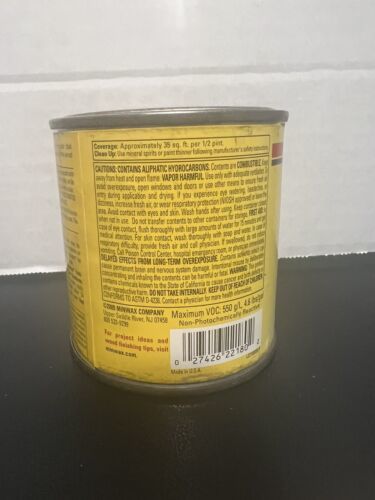 Coverage: Approximately 35 sq. ft. per 1/2 pint.
Clean Up: Use mineral spirits or paint thinner following manufacturer's safety instructions.
CAUTIONS: CONTAINS ALIPHATIC HYDROCARBONS. Contents are COMBUSTIBLE. Keep
away from heat and open flame. VAPOR HARMFUL. Use only with adequate ventilation. To
avoid overexposure, open windows and doors or use other means to ensure fresh air
entry during application and drying. If you experience eye watering, headaches, or
dizziness, increase fresh air, or wear respiratory protection (NIOSH approved) or leave the
area. Avoid contact with eyes and skin. Wash hands after using. Keep container
when not in use. Do not transfer contents to other containers for storage. FIRST AID: In
case of eye contact, flush thoroughly with large amounts of water for
medical attention. For skin contact, wash thoroughly with soap and water. In case of
respiratory difficulty, provide fresh air and call physician. If swallowed, do not induce
vomiting. Call Poison Control Center, hospital emergency room, or physician
DELAYED EFFECTS FROM LONG-TERM OVEREXPOSURE. Contains solvents which can
cause permanent brain and nervous system damage. Intentional misuse by deliberately
concentrating and inhaling the contents can be harmful or fatal. WARNING: This product
contains chemicals known to the State of California to cause cancer and birth defects or
other reproductive harm. DO NOT TAKE INTERNALLY. KEEP OUT OF REACH OF CHILDREN.
CONFORMS TO ASTM D-4236. Contact a physician for more health information.
MINWAX COMPANY
Upper Saddle River, NJ 07458
800 523-9299
Maximum VOC: 550 g/L, 4.6 lbs/gal
Non-Photochemically Reactive
For project ideas and
wood finishing tips, visit
minwax.com.
0 27426 22180 2
Made in U.S.A.